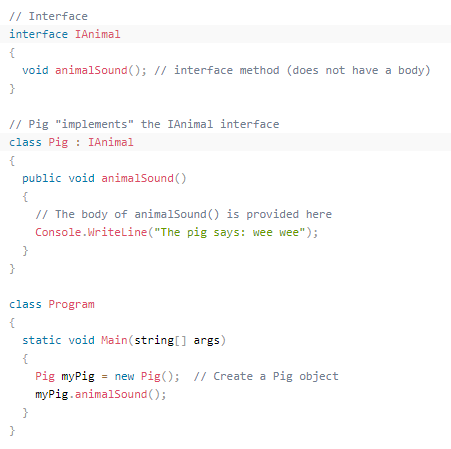 // Interface
interface IAnimal
{
  void animalSound(); // interface method (does not have a body)
}

// Pig "implements" the IAnimal interface
class Pig : IAnimal
{
  public void animalSound()
  {
    // The body of animalSound() is provided here
    Console.WriteLine("The pig says: wee wee");
  }
}

class Program
{
  static void Main(string[] args)
  {
    Pig myPig = new Pig();  // Create a Pig object
    myPig.animalSound();
  }
}